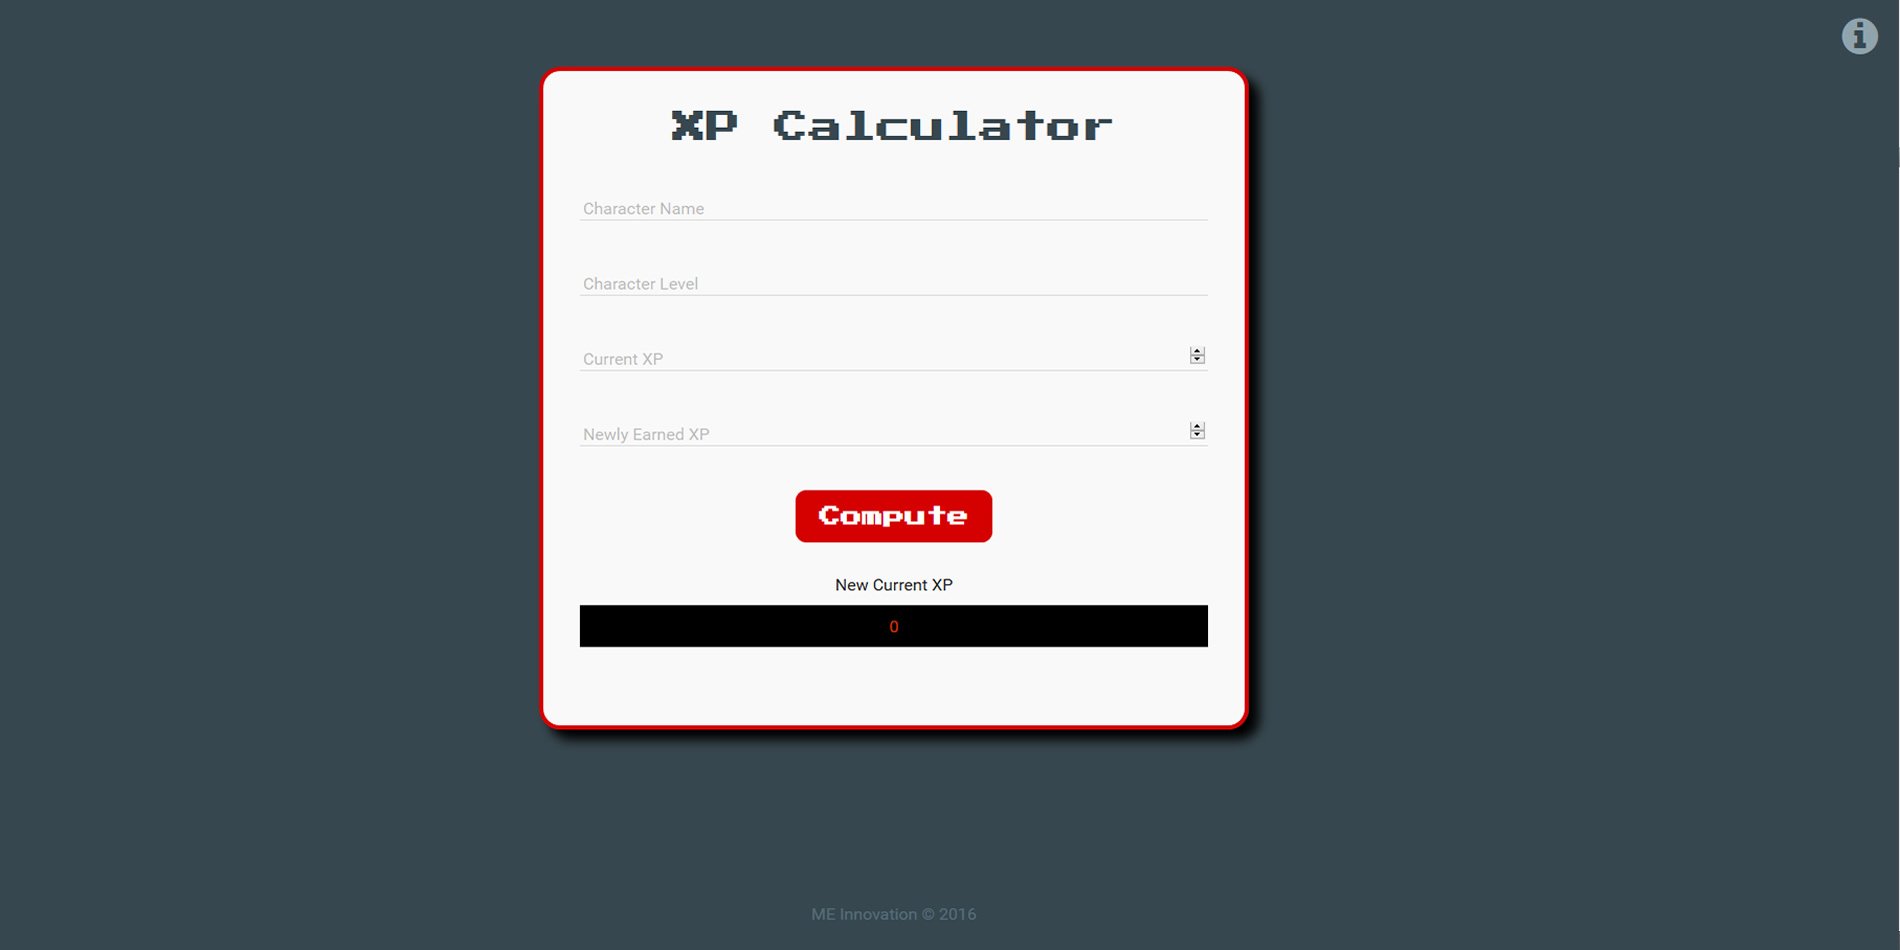 XP Calculator
Character Name
Character Level
Current XP
Newly Earned XP
Compute
New Current XP
0
ME Innovation © 2016